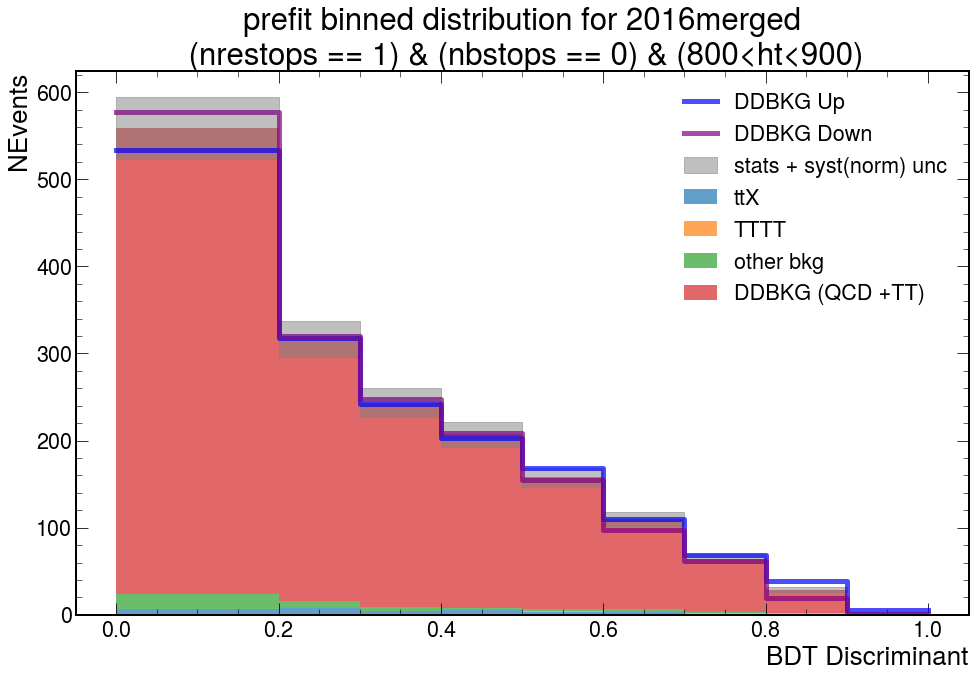 prefit binned distribution for 2016merged
(nrestops == 1) & (nbstops == 0) & (800<ht<900)
NEvents
600
500
400
300
200
100
0
DDBKG Up
DDBKG Down
stats + syst(norm) unc
ttX
TTTT
other bkg
DDBKG (QCD +TT)
0.0 0.2 0.4 0.6 0.8 1.0
BDT Discriminant